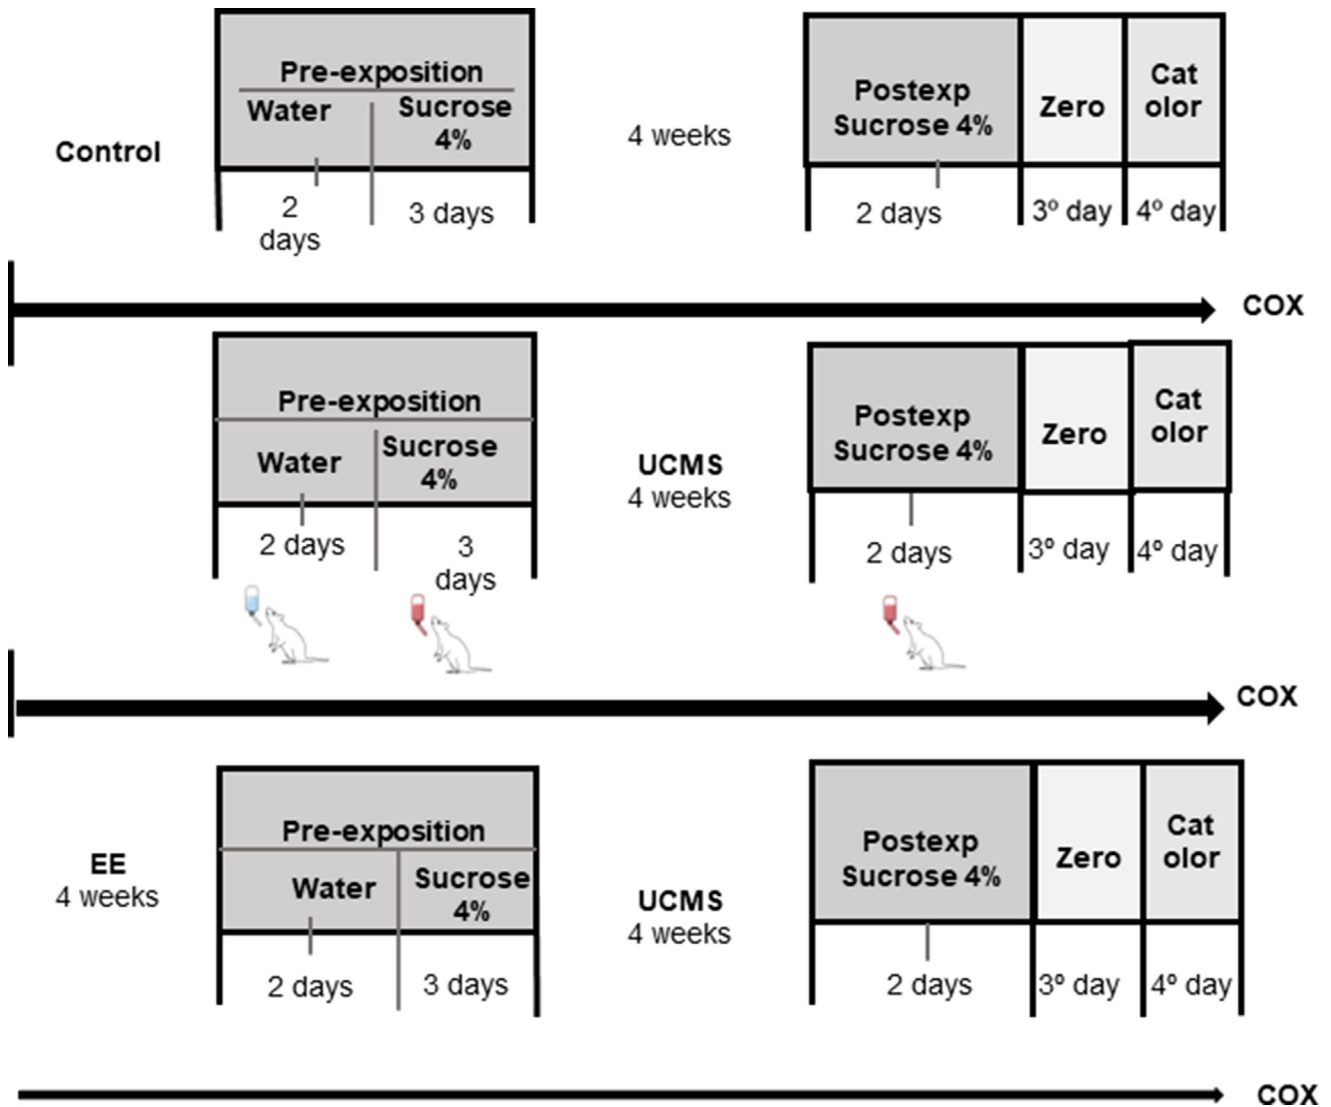 Pre-exposition
Water
Sucrose
4%
Control
2
days
3 days
4 weeks
Postexp
Sucrose 4%
Zero
Cat
olor
2 days
3º day
4º day
COX
Pre-exposition
Water
Sucrose
4%
2 days
3
days
UCMS
4 weeks
Postexp
Sucrose 4%
Zero
Cat
olor
2 days
3º day
4º day
COX
EE
4 weeks
Pre-exposition
Water
Sucrose
4%
2 days
3 days
UCMS
4 weeks
Postexp
Sucrose 4%
Zero
Cat
olor
2 days
3º day
4º day
COX